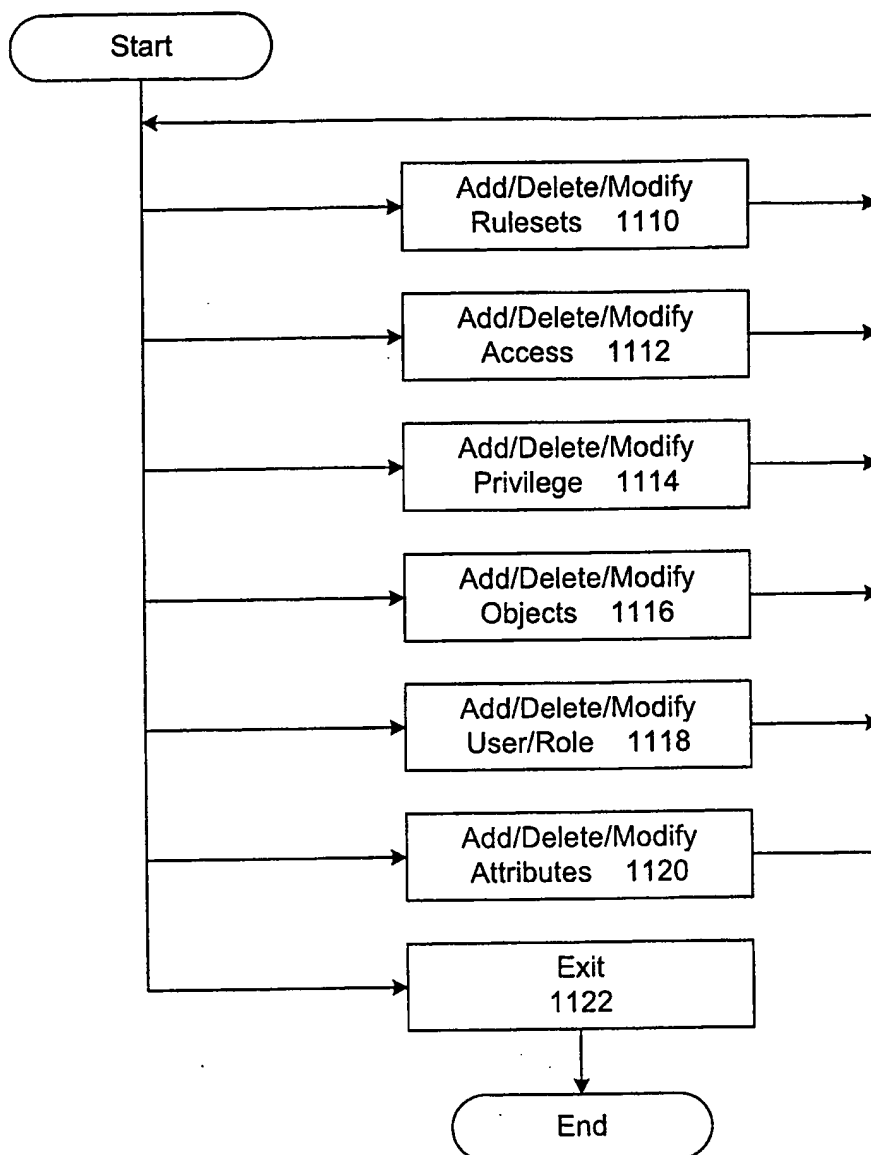 Start
Add/Delete/Modify
Rulesets 1110
Add/Delete/Modify
Access 1112
Add/Delete/Modify
Privilege 1114
Add/Delete/Modify
Objects 1116
Add/Delete/Modify
User/Role 1118
Add/Delete/Modify
Attributes 1120
Exit
1122
End